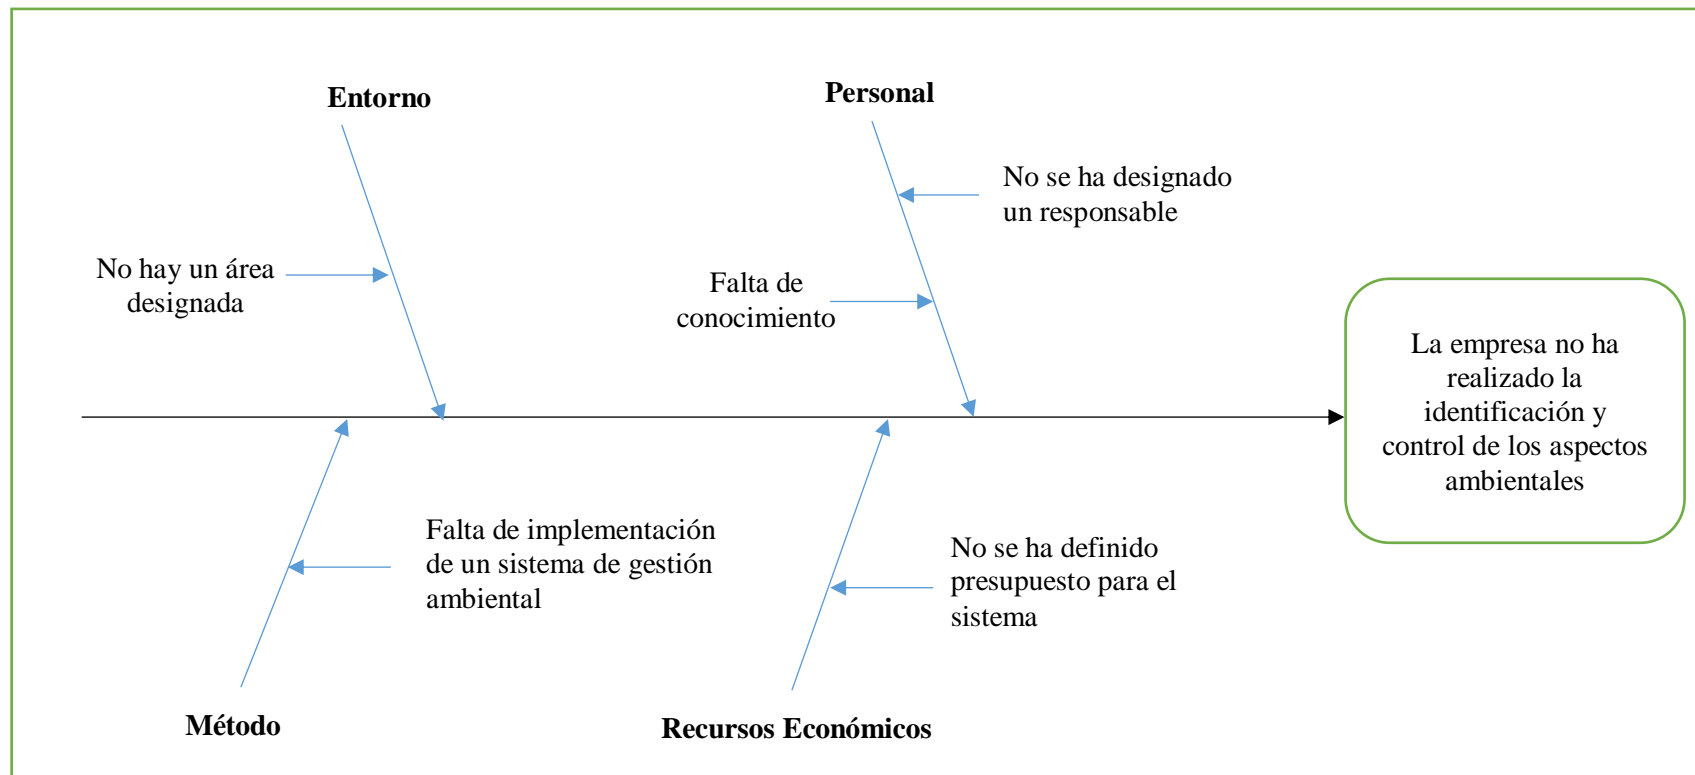 Entorno
Personal
No se ha designado
un responsable
No hay un área
designada
Falta de
conocimiento
La empresa no ha
realizado la
identificación y
control de los aspectos
ambientales
Falta de implementación
de un sistema de gestión
ambiental
No se ha definido
presupuesto para el
sistema
Método
Recursos Económicos